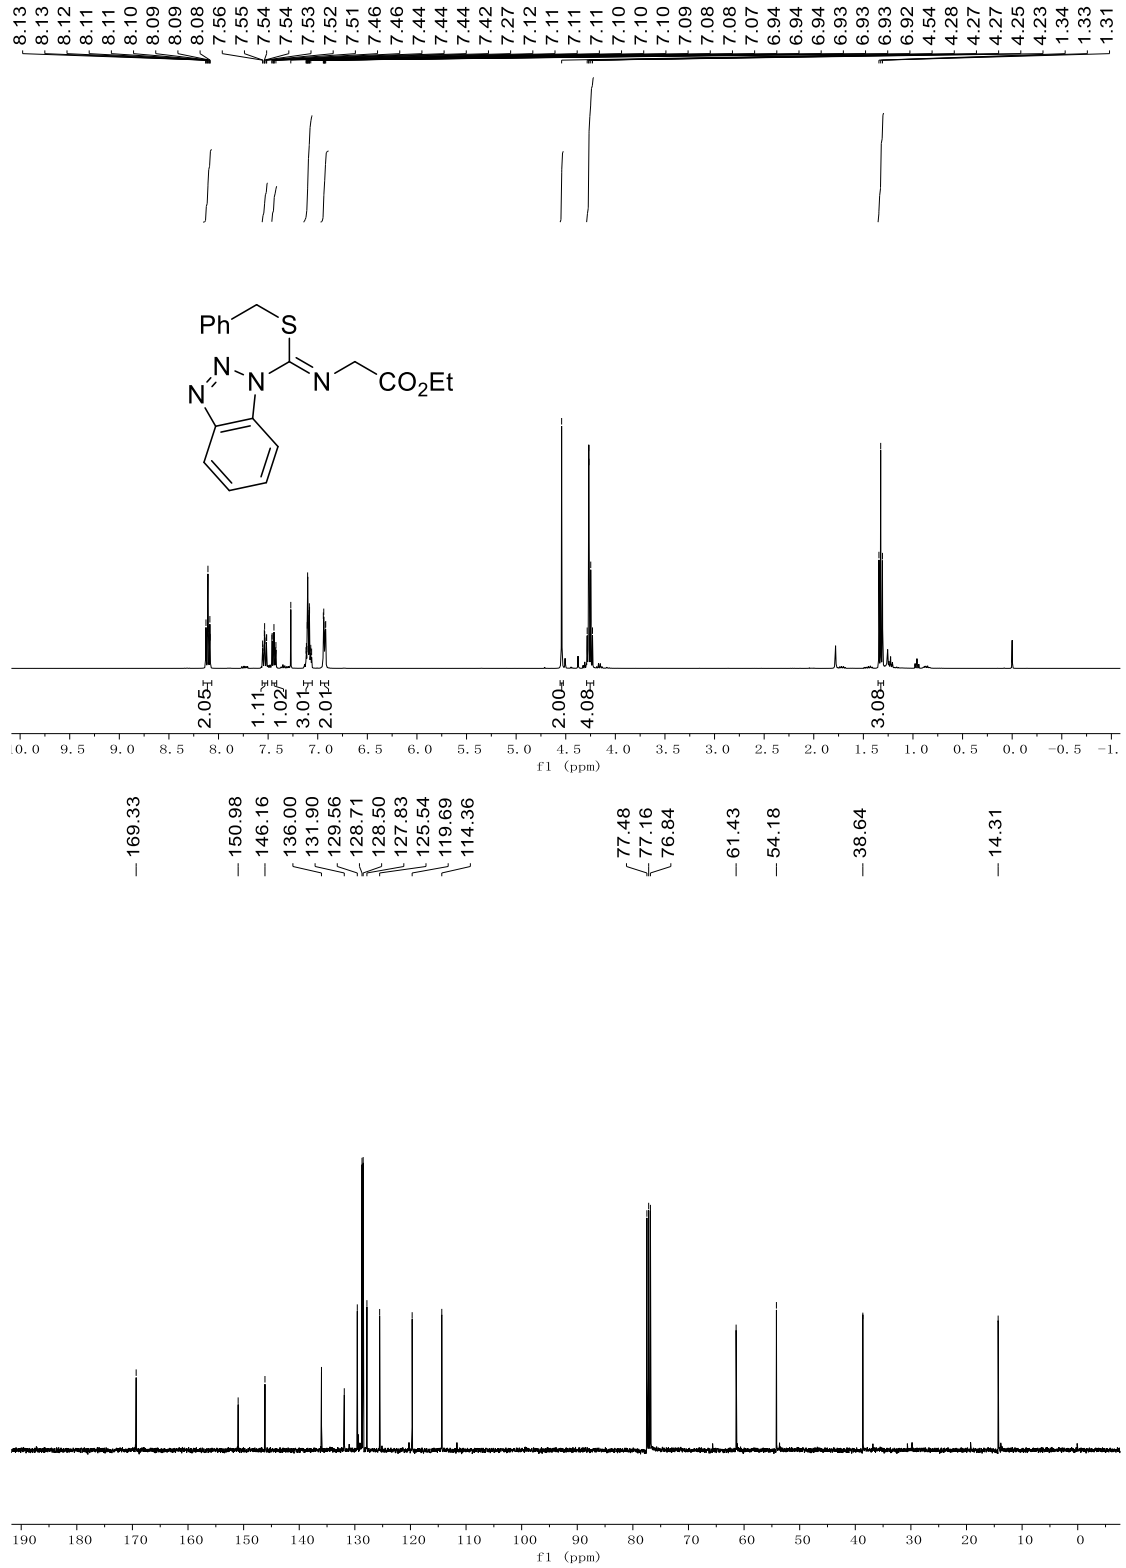 8.13 8.13 8.12 8.11 8.11 8.10 8.09 8.09 8.08 7.56 7.55 7.54 7.54 7.53 7.52 7.51 7.46 7.46 7.44 7.44 7.42 7.27 7.12 7.11 7.11 7.11 7.10 7.10 7.10 7.09 7.08 7.08 7.07 6.94 6.94 6.94 6.93 6.93 6.92 4.54 4.28 4.27 4.27 4.25 4.23 1.34 1.33 1.31
Ph
S
N
N
N
N
CO2Et
2.05 1.11 1.02 3.01 2.01 2.00 4.08 3.08
10.0 9.5 9.0 8.5 8.0 7.5 7.0 6.5 6.0 5.5 5.0 4.5 4.0 3.5 3.0 2.5 2.0 1.5 1.0 0.5 0.0 -0.5 -1.
f1 (ppm)
169.33 150.98 146.16 136.00 131.90 129.56 128.71 128.50 127.83 125.54 119.69 114.36 77.48 77.16 76.84 61.43 54.18 38.64 14.31
190 180 170 160 150 140 130 120 110 100 90 80 70 60 50 40 30 20 10 0
f1 (ppm)